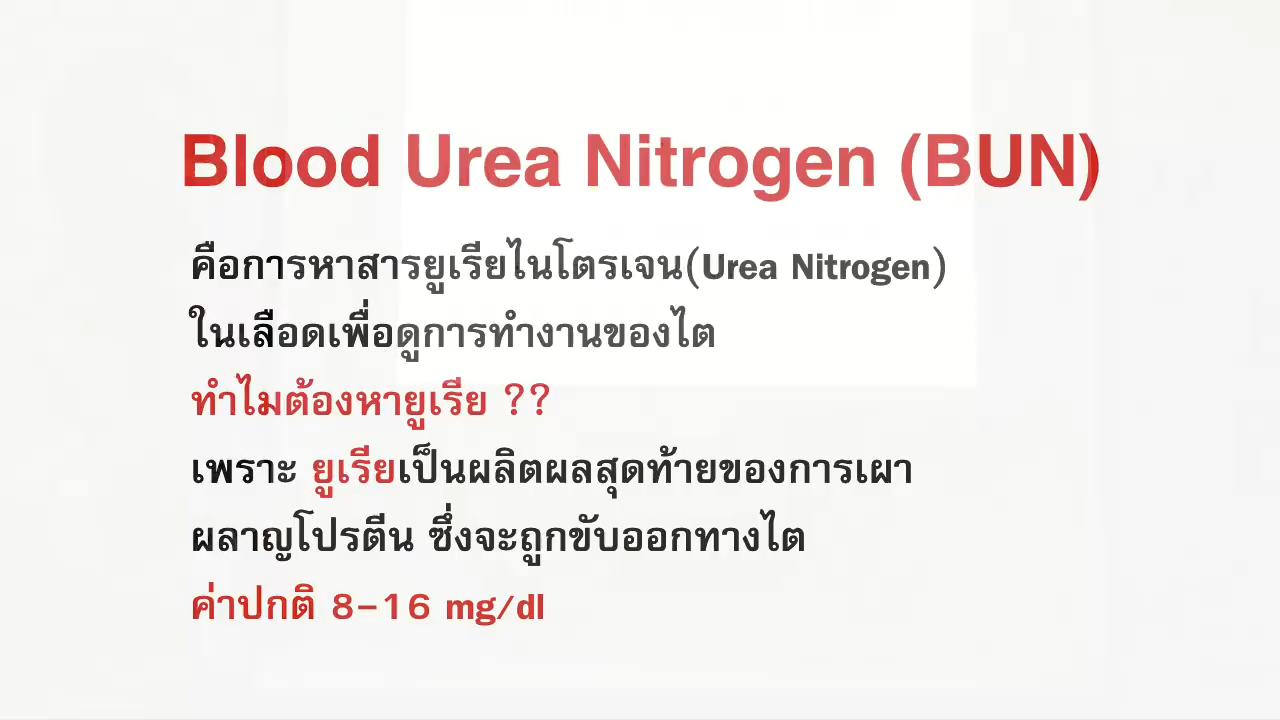 Blood Urea Nitrogen (BUN)
คือการหาสารยูเรียไนโตรเจน(Urea Nitrogen)
ในเลือดเพื่อดูการทำงานของไต
ทำไมต้องหายูเรีย ??
เพราะ ยูเรียเป็นผลิตผลสุดท้ายของการเผา
ผลาญโปรตีน ซึ่งจะถูกขับออกทางไต
ค่าปกติ 8-16 mg/dl